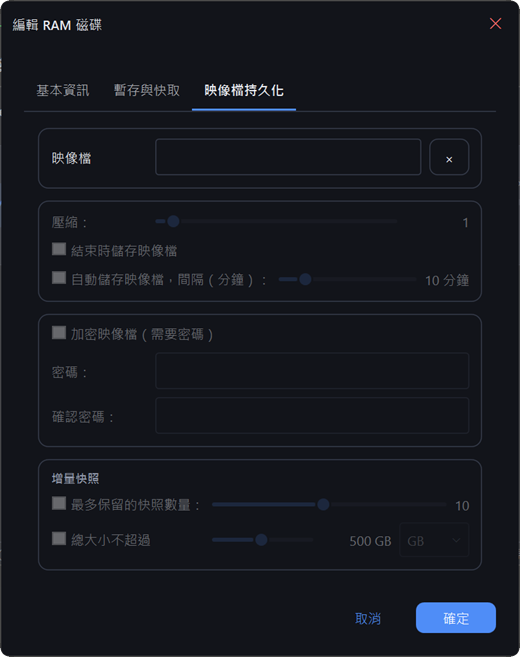 編輯 RAM 磁碟
基本資訊 暫存與快取 映像檔持久化
映像檔 ×
壓縮： 1
結束時儲存映像檔
自動儲存映像檔，間隔（分鐘）： 10 分鐘
加密映像檔（需要密碼）
密碼：
確認密碼：
增量快照
最多保留的快照數量： 10
總大小不超過 500 GB GB
取消 確定